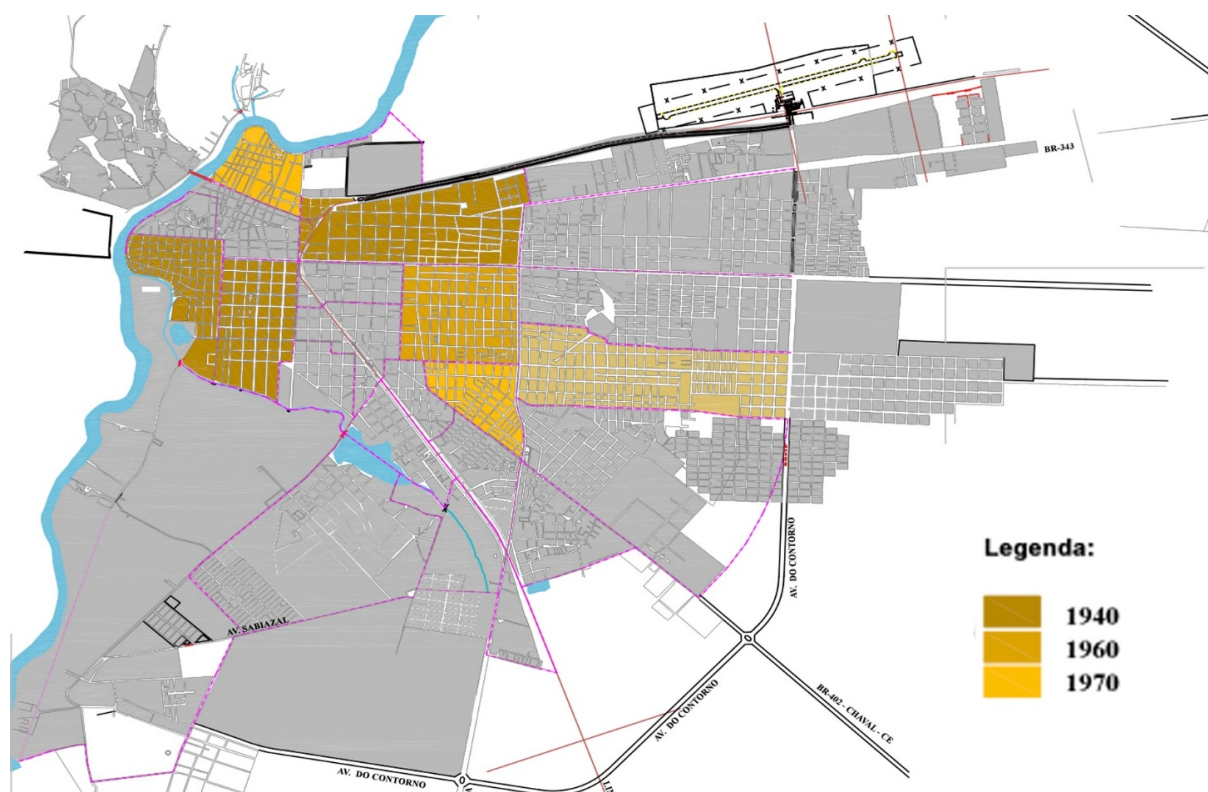 BR-343
Legenda:
1940
1960
1970
AV. DO CONTORNO
AV. SABIAZAL
AV. DO CONTORNO
BR-402 - CHAVAL - CE
AV. DO CONTORNO